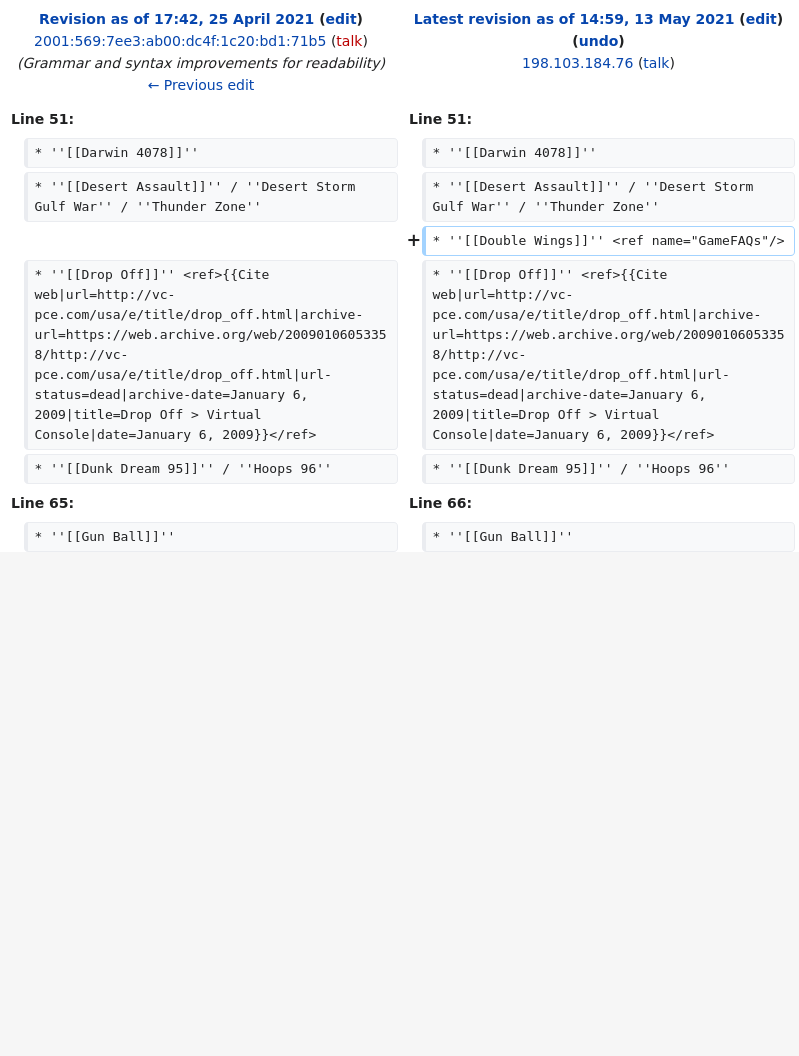 Revision as of 17:42, 25 April 2021 (edit)
2001:569:7ee3:ab00:dc4f:1c20:bd1:71b5 (talk)
(Grammar and syntax improvements for readability)
← Previous edit
Latest revision as of 14:59, 13 May 2021 (edit)
(undo)
198.103.184.76 (talk)
Line 51:
Line 51:
* ''[[Darwin 4078]]''
* ''[[Darwin 4078]]''
* ''[[Desert Assault]]'' / ''Desert Storm
Gulf War'' / ''Thunder Zone''
* ''[[Desert Assault]]'' / ''Desert Storm
Gulf War'' / ''Thunder Zone''
+ * ''[[Double Wings]]'' <ref name="GameFAQs"/>
* ''[[Drop Off]]'' <ref>{{Cite
web|url=http://vc-
pce.com/usa/e/title/drop_off.html|archive-
url=https://web.archive.org/web/2009010605335
8/http://vc-
pce.com/usa/e/title/drop_off.html|url-
status=dead|archive-date=January 6,
2009|title=Drop Off > Virtual
Console|date=January 6, 2009}}</ref>
* ''[[Drop Off]]'' <ref>{{Cite
web|url=http://vc-
pce.com/usa/e/title/drop_off.html|archive-
url=https://web.archive.org/web/2009010605335
8/http://vc-
pce.com/usa/e/title/drop_off.html|url-
status=dead|archive-date=January 6,
2009|title=Drop Off > Virtual
Console|date=January 6, 2009}}</ref>
* ''[[Dunk Dream 95]]'' / ''Hoops 96''
* ''[[Dunk Dream 95]]'' / ''Hoops 96''
Line 65:
Line 66:
* ''[[Gun Ball]]''
* ''[[Gun Ball]]''